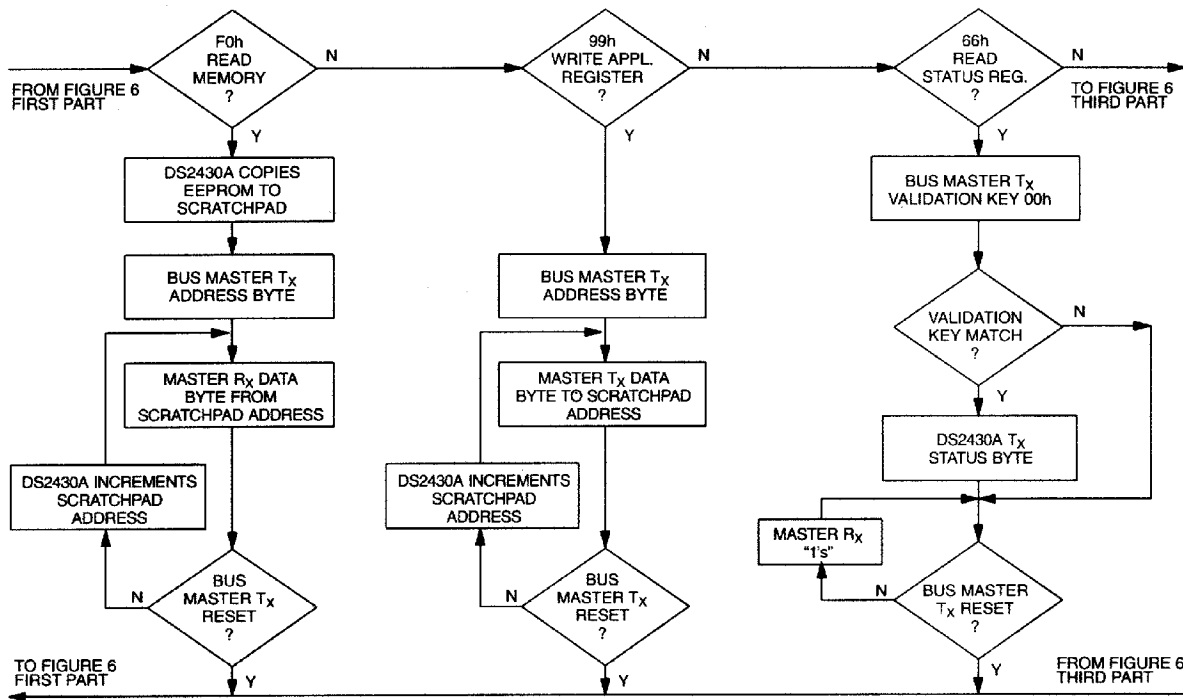 F0h
READ
MEMORY
?
N
Y
FROM FIGURE 6
FIRST PART
DS2430A COPIES
EEPROM TO
SCRATCHPAD
BUS MASTER TX
ADDRESS BYTE
MASTER RX DATA
BYTE FROM
SCRATCHPAD ADDRESS
DS2430A INCREMENTS
SCRATCHPAD
ADDRESS
BUS
MASTER TX
RESET
?
N
Y
TO FIGURE 6
FIRST PART
99h
WRITE APPL.
REGISTER
?
N
Y
BUS MASTER TX
ADDRESS BYTE
MASTER TX DATA
BYTE TO SCRATCHPAD
ADDRESS
DS2430A INCREMENTS
SCRATCHPAD
ADDRESS
BUS
MASTER TX
RESET
?
N
Y
66h
READ
STATUS REG.
?
N
Y
TO FIGURE 6
THIRD PART
BUS MASTER TX
VALIDATION KEY 00h
VALIDATION
KEY MATCH
?
N
Y
DS2430A TX
STATUS BYTE
MASTER RX
"1's"
BUS MASTER
TX RESET
?
N
Y
FROM FIGURE 6
THIRD PART